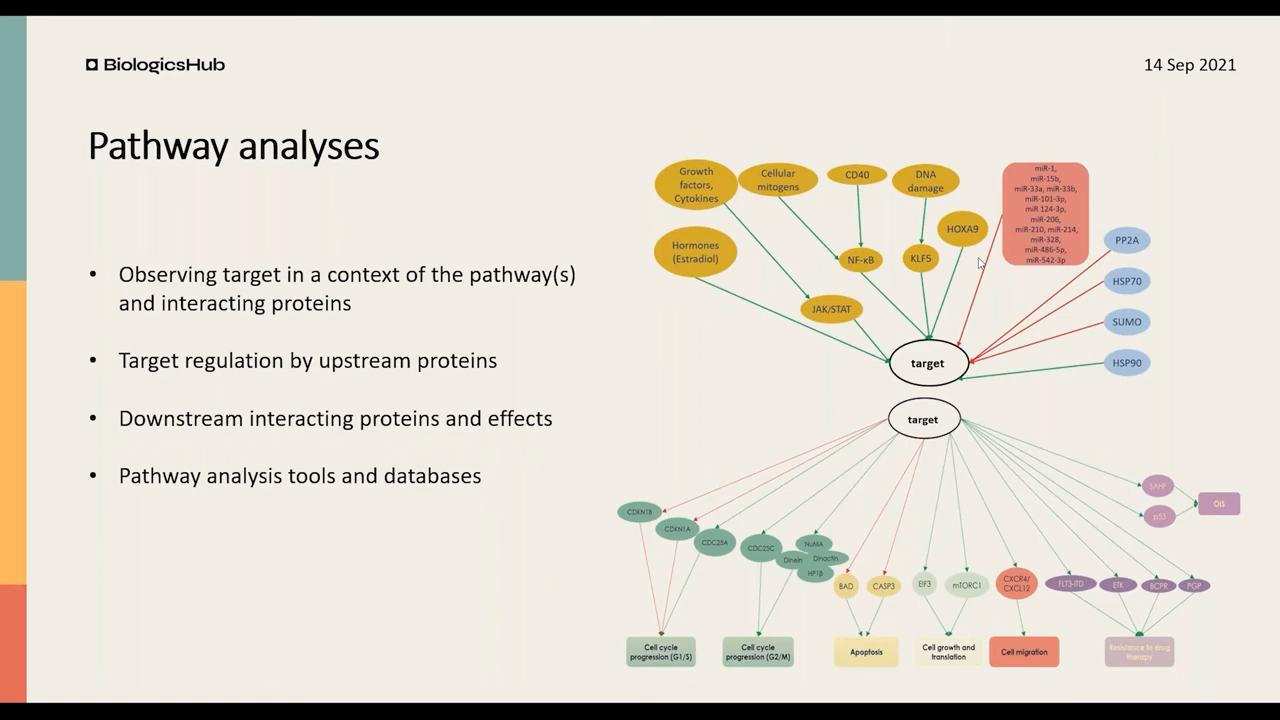 BiologicsHub
14 Sep 2021
Pathway analyses
• Observing target in a context of the pathway(s)
and interacting proteins
• Target regulation by upstream proteins
• Downstream interacting proteins and effects
• Pathway analysis tools and databases
Growth
factors,
Cytokines
Cellular
mitogens
CD40
DNA
damage
HOXA9
miR-1,
miR-15b,
miR-33a, miR-33b,
miR-101-3p,
miR 124-3p,
miR-206,
miR-210, miR-214,
miR-328,
miR-486-5p,
miR-542-3p
Hormones
(Estradiol)
NF-κB
KLF5
JAK/STAT
PP2A
HSP70
SUMO
HSP90
target
target
CDKN1B
CDKN1A
CDC25A
CDC25C
NuMA
Dinein
Dinactin
HP1β
BAD
CASP3
EIF3
mTORC1
CXCR4/
CXCL12
FLT3-ITD
ETK
BCPR
PGP
SAHF
p53
OIS
Cell cycle
progression (G1/S)
Cell cycle
progression (G2/M)
Apoptosis
Cell growth and
translation
Cell migration
Resistance to drug
therapy